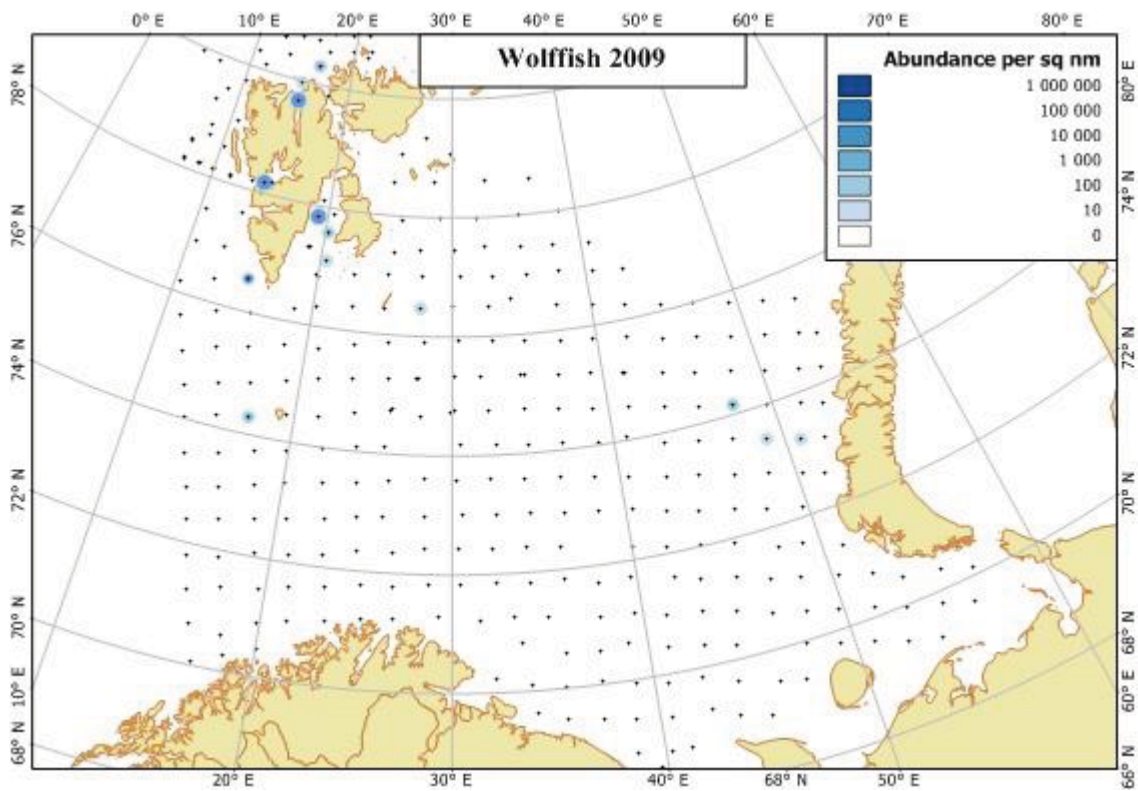 0° E 10° E 20° E 30° E 40° E 50° E 60° E 70° E 80° E
Wolffish 2009
Abundance per sq nm
1 000 000
100 000
10 000
1 000
100
10
0
78° N
76° N
74° N
72° N
70° N
10° E
68° N
80° E
74° N
72° N
70° N
68° N
60° E
66° N
20° E 30° E 40° E 68° N 50° E